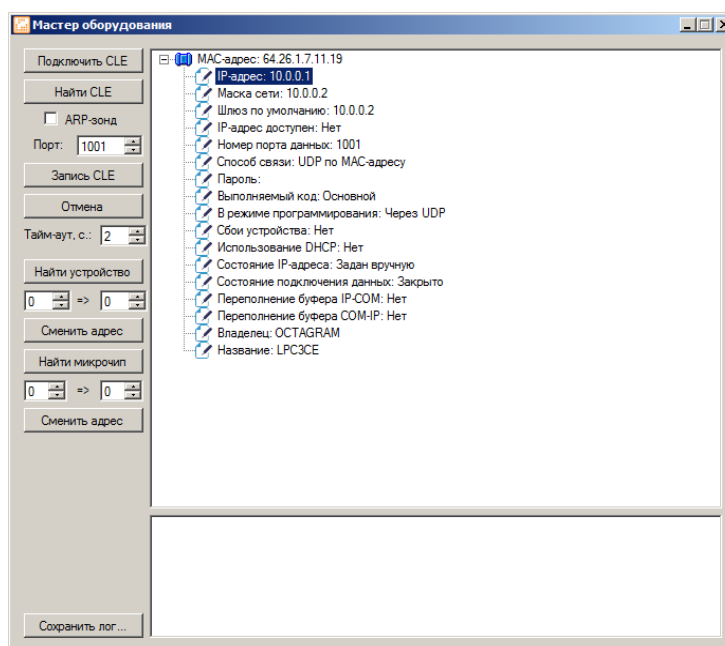 Мастер оборудования
Подключить CLE
Найти CLE
ARP-зонд
Порт: 1001
Запись CLE
Отмена
Тайм-аут, с.: 2
Найти устройство
0 => 0
Сменить адрес
Найти микрочип
0 => 0
Сменить адрес
Сохранить лог...
MAC-адрес: 64.26.1.7.11.19
IP-адрес: 10.0.0.1
Маска сети: 10.0.0.2
Шлюз по умолчанию: 10.0.0.2
IP-адрес доступен: Нет
Номер порта данных: 1001
Способ связи: UDP по MAC-адресу
Пароль:
Выполняемый код: Основной
В режиме программирования: Через UDP
Сбои устройства: Нет
Использование DHCP: Нет
Состояние IP-адреса: Задан вручную
Состояние подключения данных: Закрыто
Переполнение буфера IP-COM: Нет
Переполнение буфера COM-IP: Нет
Владелец: OCTAGRAM
Название: LPC3CE